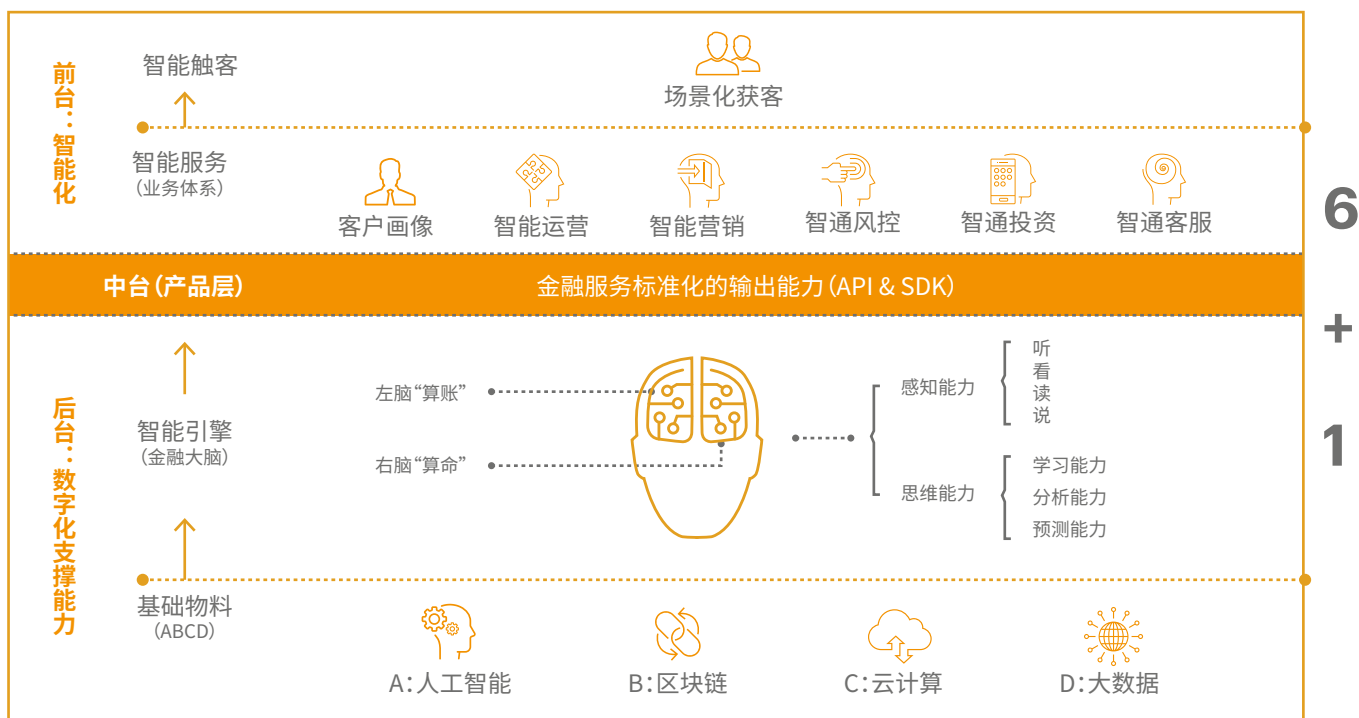 前台：智能化
智能触客
场景化获客
智能服务
（业务体系）
客户画像
智能运营
智能营销
智通风控
智通投资
智通客服
中台（产品层）
金融服务标准化的输出能力（API & SDK）
后台：数字化支撑能力
智能引擎
（金融大脑）
左脑“算账”
右脑“算命”
感知能力
听
看
读
说
思维能力
学习能力
分析能力
预测能力
基础物料
（ABCD）
A：人工智能
B：区块链
C：云计算
D：大数据
6
+
1